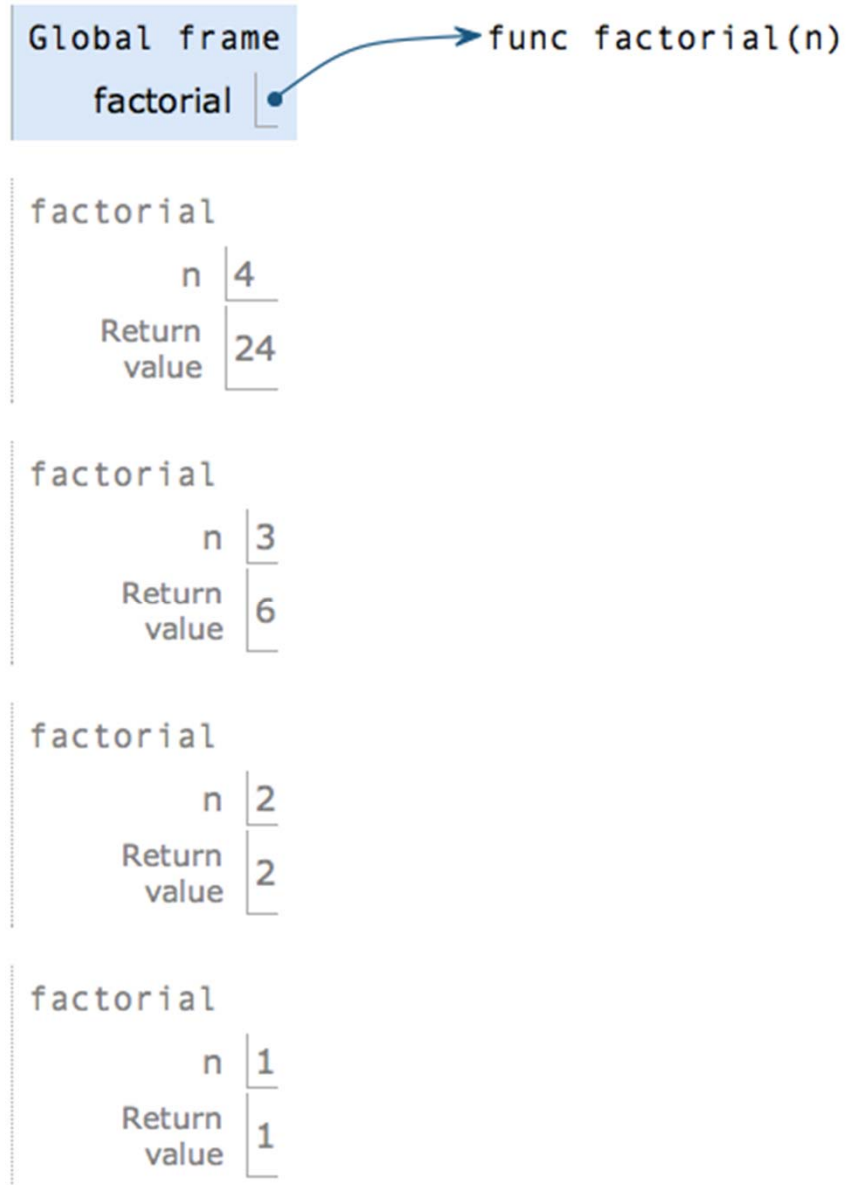 Global frame
func factorial(n)
factorial
factorial
n 4
Return
value 24
factorial
n 3
Return
value 6
factorial
n 2
Return
value 2
factorial
n 1
Return
value 1